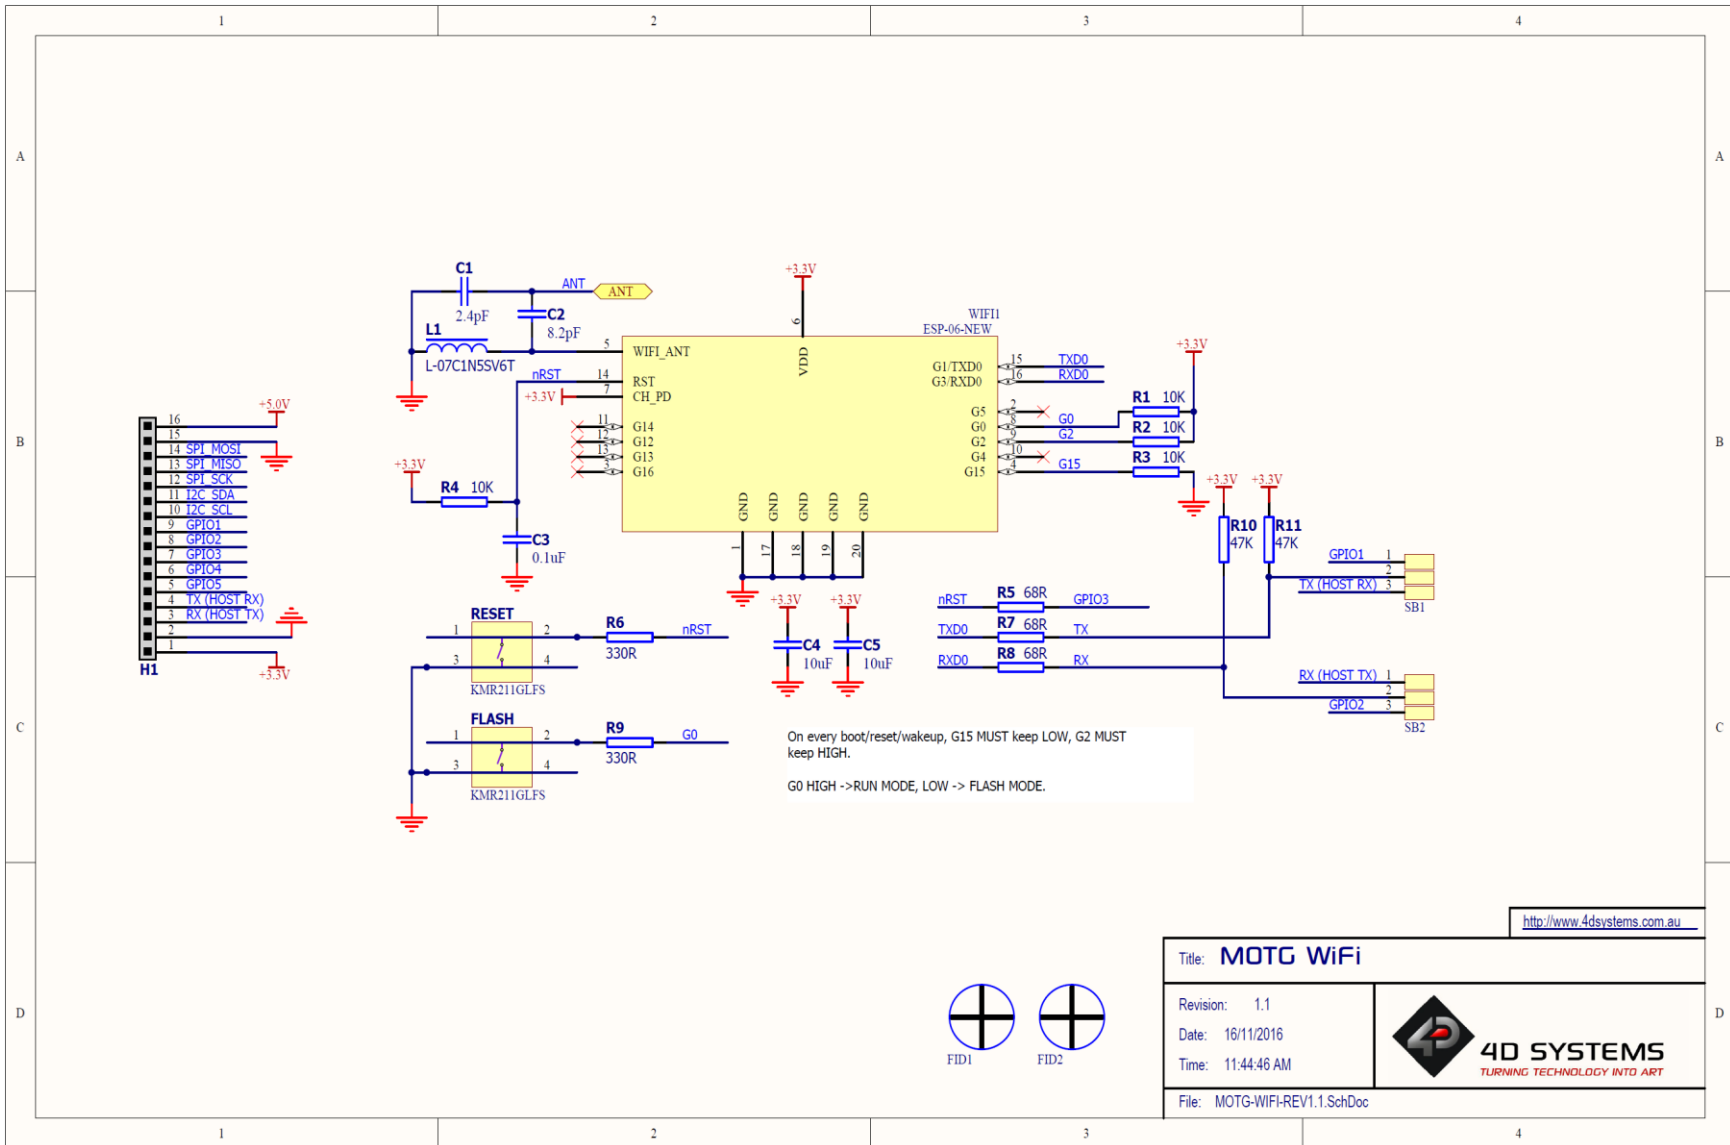 1 2 3 4
A A
B B
C C
D D
1 2 3 4
C1
2.4pF
ANT
ANT
C2
8.2pF
L1
L-07C1N5SV6T
nRST
+3.3V
+3.3V
R4 10K
C3
0.1uF
+3.3V
WIFI1
ESP-06-NEW
6
VDD
5 WIFI_ANT
14 RST
7 CH_PD
11 G14
12 G12
13 G13
3 G16
G1/TXD0 15 TXD0
G3/RXD0 16 RXD0
G5 2
G0 8 G0
G2 9 G2
G4 10
G15 4 G15
GND GND GND GND GND
1 17 18 19 20
+3.3V
R1 10K
R2 10K
R3 10K
+3.3V +3.3V
R10 R11
47K 47K
+5.0V
16
15
14 SPI_MOSI
13 SPI_MISO
12 SPI_SCK
11 I2C_SDA
10 I2C_SCL
9 GPIO1
8 GPIO2
7 GPIO3
6 GPIO4
5 GPIO5
4 TX (HOST RX)
3 RX (HOST TX)
2
1
H1
+3.3V
RESET
1 2
3 4
KMR211GLFS
R6
330R
nRST
FLASH
1 2
3 4
KMR211GLFS
R9
330R
G0
+3.3V +3.3V
C4 C5
10uF 10uF
nRST R5 68R GPIO3
TXD0 R7 68R TX
RXD0 R8 68R RX
GPIO1 1
2
TX (HOST RX) 3
SB1
RX (HOST TX) 1
2
GPIO2 3
SB2
On every boot/reset/wakeup, G15 MUST keep LOW, G2 MUST
keep HIGH.
G0 HIGH ->RUN MODE, LOW -> FLASH MODE.
FID1 FID2
http://www.4dsystems.com.au
Title: MOTG WiFi
Revision: 1.1
Date: 16/11/2016
Time: 11:44:46 AM
4D
4D SYSTEMS
TURNING TECHNOLOGY INTO ART
File: MOTG-WIFI-REV1.1.SchDoc